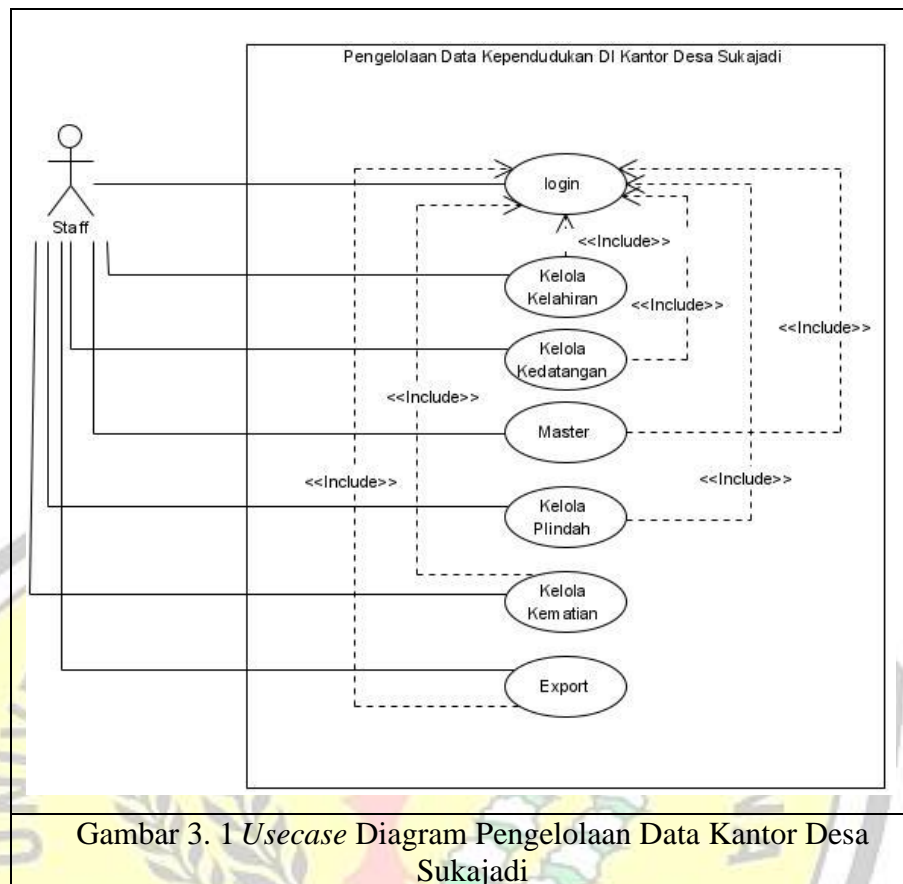 Pengelolaan Data Kependudukan DI Kantor Desa Sukajadi
Staff
login
<<Include>>
Kelola
Kelahiran
<<Include>>
Kelola
Kedatangan
<<Include>>
<<Include>>
Master
<<Include>>
<<Include>>
Kelola
Plindah
Kelola
Kematian
Export
Gambar 3. 1 Usecase Diagram Pengelolaan Data Kantor Desa
Sukajadi